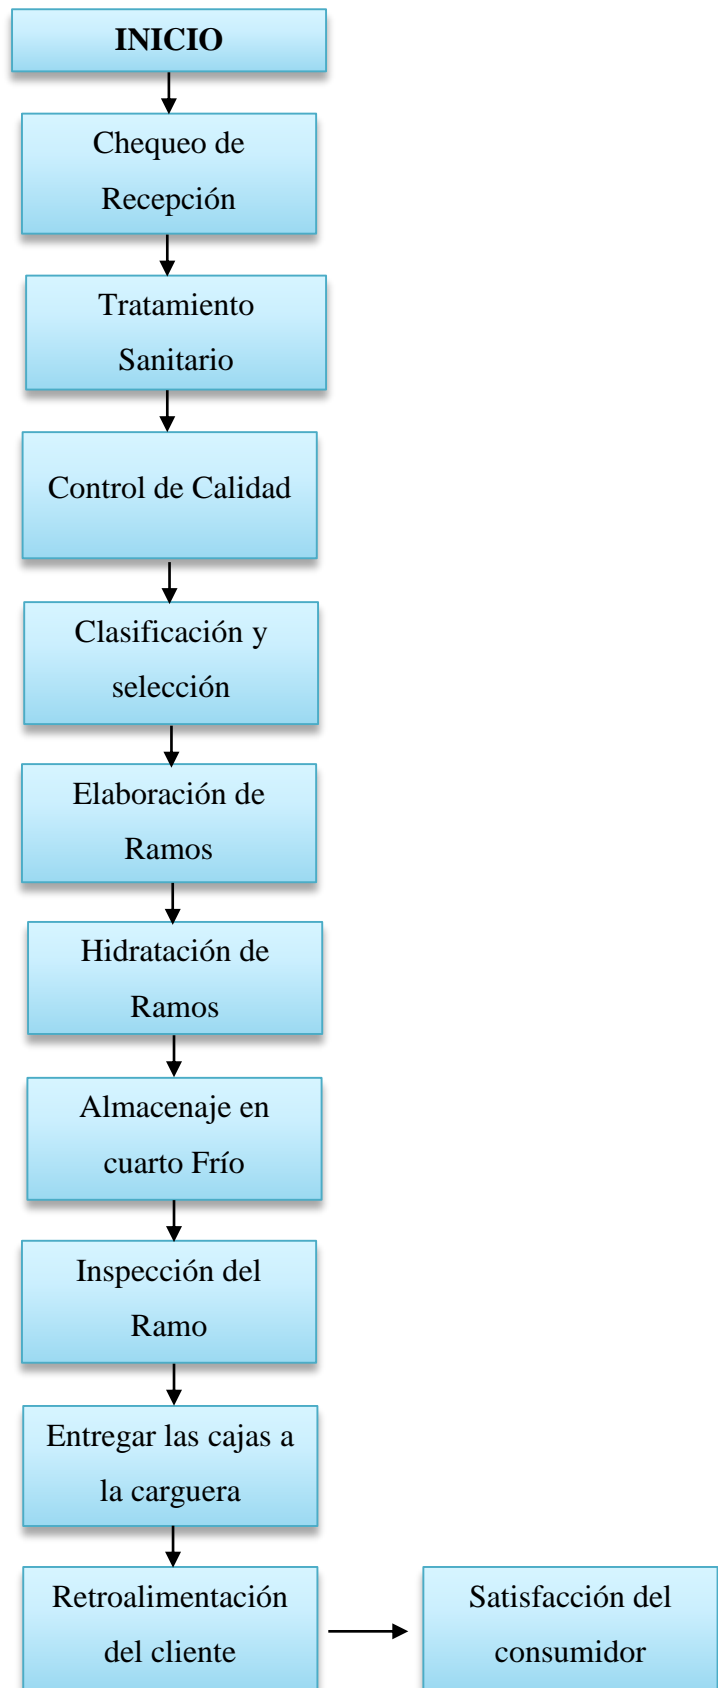 INICIO
Chequeo de
Recepción
Tratamiento
Sanitario
Control de Calidad
Clasificación y
selección
Elaboración de
Ramos
Hidratación de
Ramos
Almacenaje en
cuarto Frío
Inspección del
Ramo
Entregar las cajas a
la carguera
Retroalimentación
del cliente
Satisfacción del
consumidor